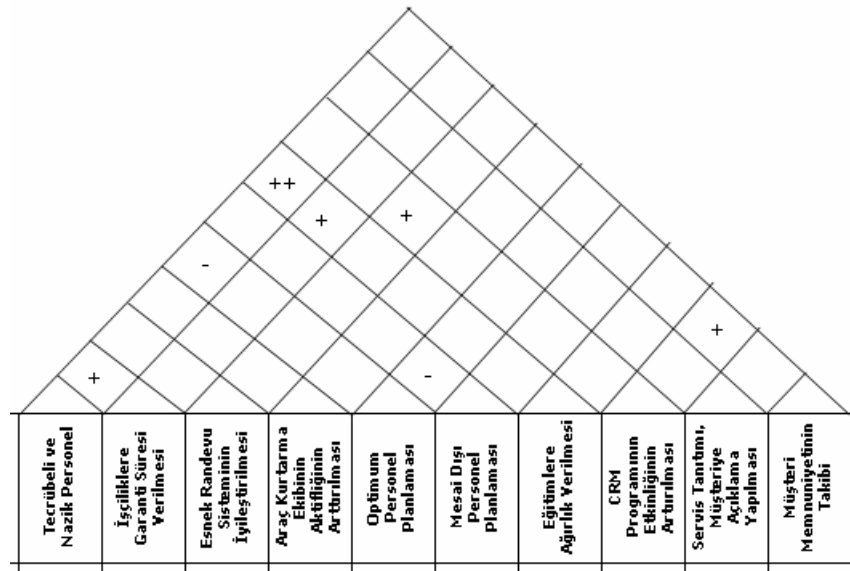 ++
+
+
-
+
+
-
Tecrübeli ve
Nazik Personel
İşçiliklere
Garanti Süresi
Verilmesi
Esnek Randevu
Sisteminin
İyileştirilmesi
Araç Kurtarma
Ekibinin
Aktifliğinin
Arttırılması
Optimum
Personel
Planlaması
Mesai Dışı
Personel
Planlaması
Eğitimlere
Ağırlık Verilmesi
CRM
Programının
Etkinliğinin
Artırılması
Servis Tanıtımı,
Müşteriye
Açıklama
Yapılması
Müşteri
Memnuniyetinin
Takibi